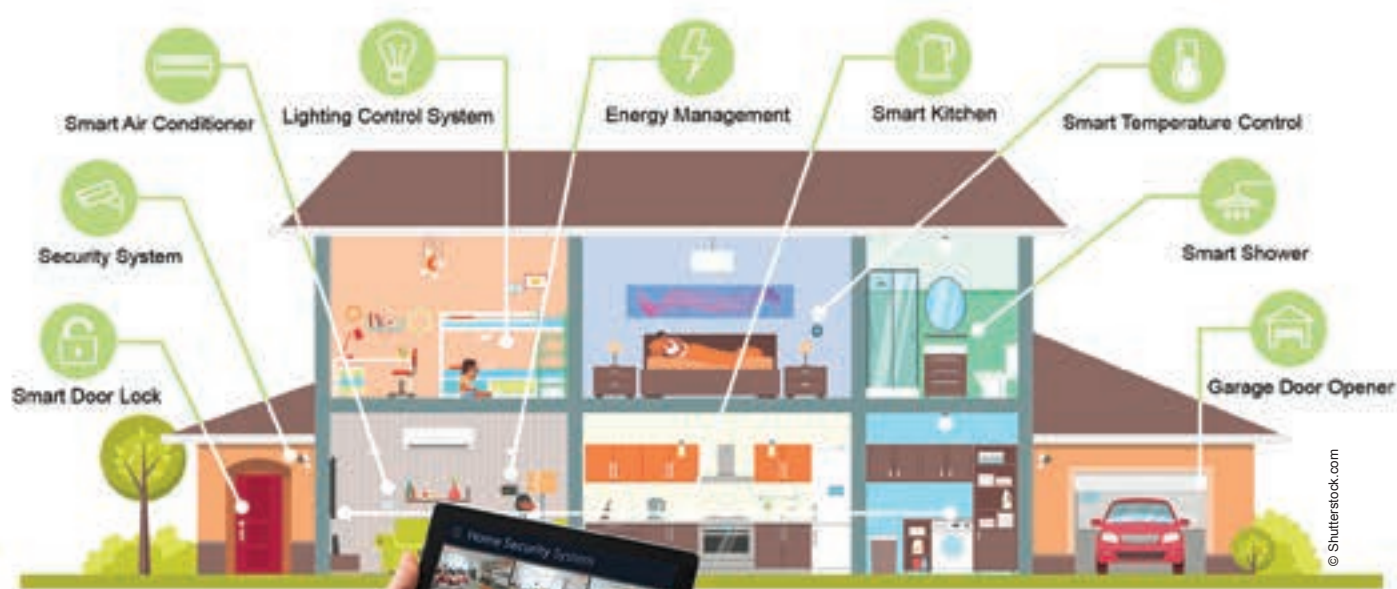 Smart Air Conditioner
Lighting Control System
Energy Management
Smart Kitchen
Smart Temperature Control
Security System
Smart Shower
Smart Door Lock
Garage Door Opener
Home Security System
© Shutterstock.com